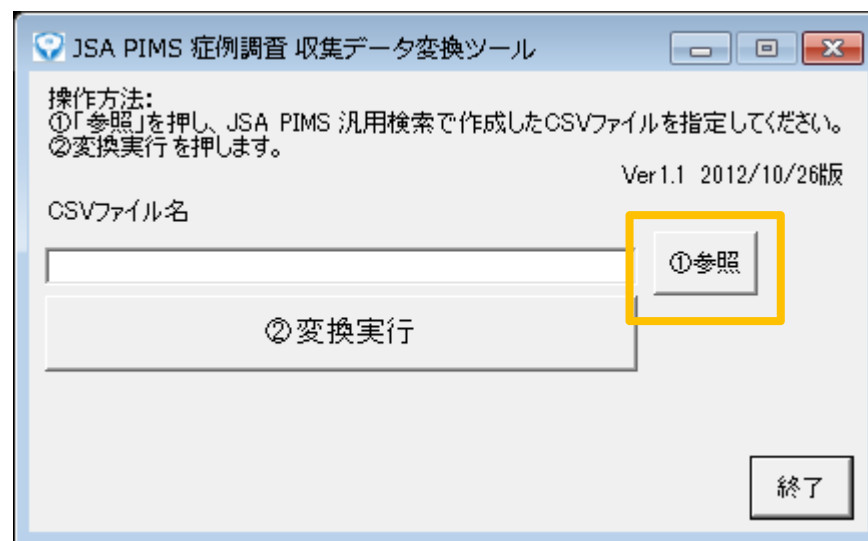 JSA PIMS 症例調査 収集データ変換ツール
操作方法:
①「参照」を押し、JSA PIMS 汎用検索で作成したCSVファイルを指定してください。
②変換実行 を押します。
Ver1.1 2012/10/26版
CSVファイル名
①参照
②変換実行
終了